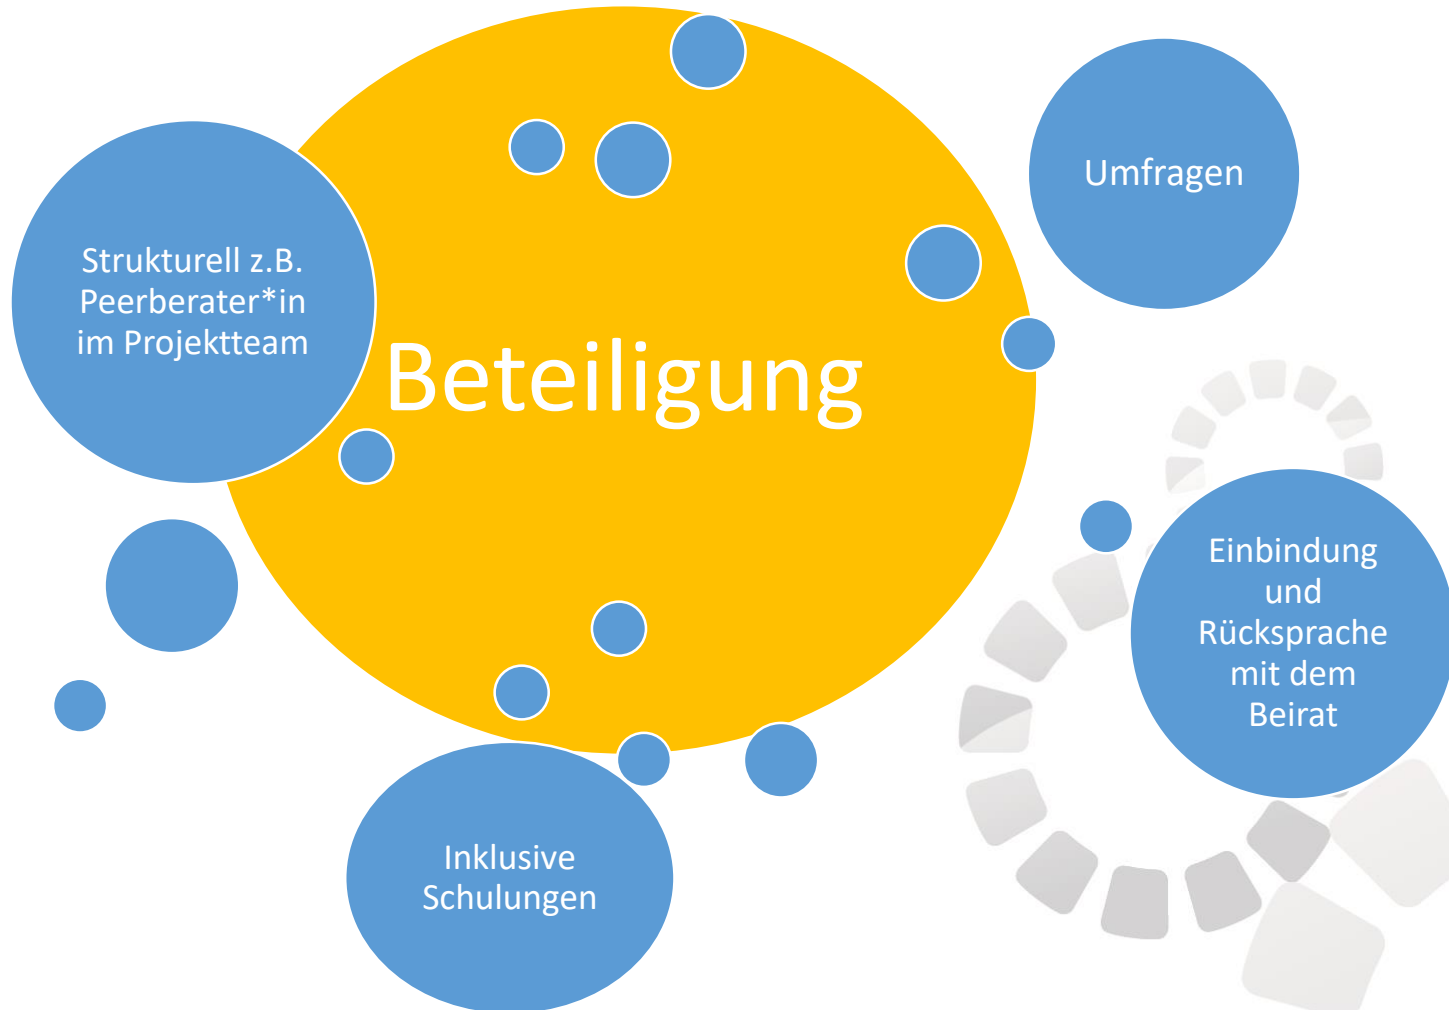 Umfragen
Strukturell z.B.
Peerberater*in
im Projektteam
Beteiligung
Einbindung
und
Rücksprache
mit dem
Beirat
Inklusive
Schulungen